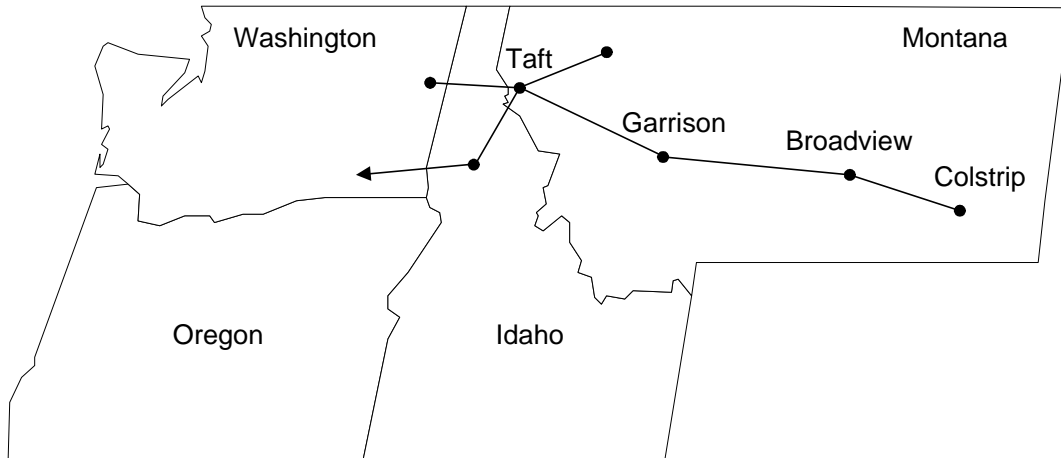 Washington
Montana
Taft
Garrison
Broadview
Colstrip
Oregon
Idaho